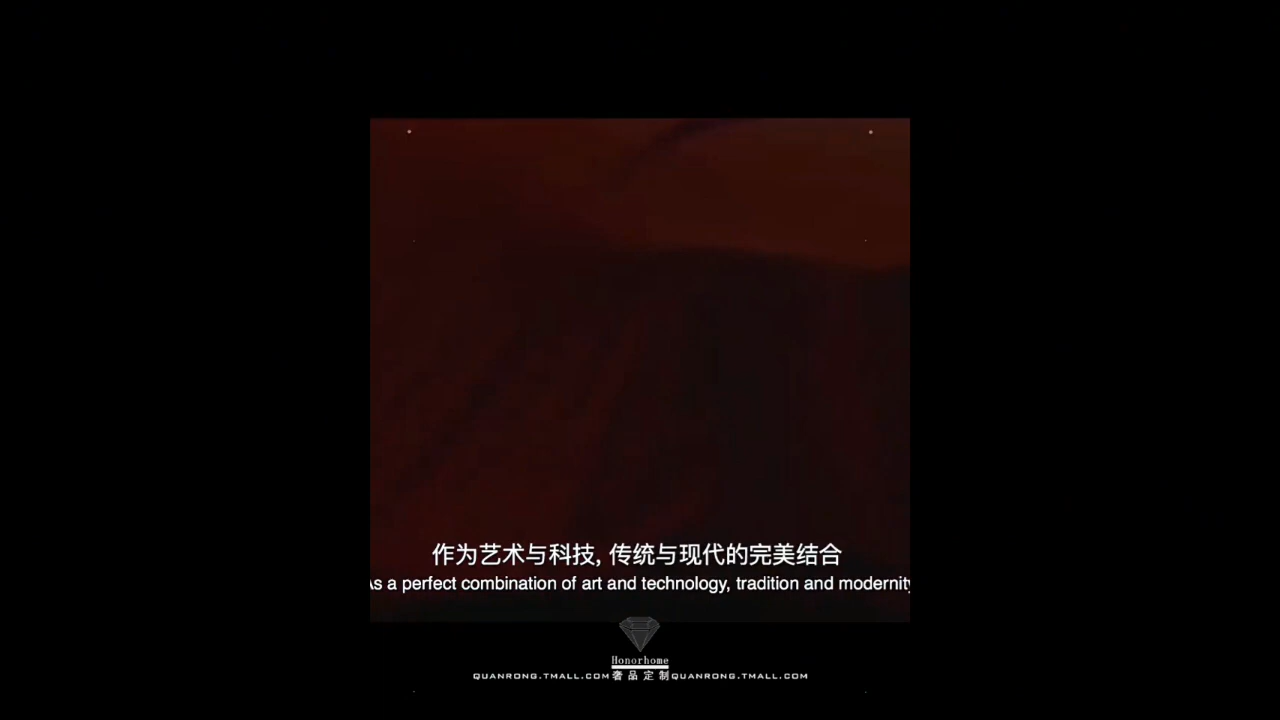 作为艺术与科技, 传统与现代的完美结合
As a perfect combination of art and technology, tradition and modernity
Honorhome
QUANRONG.TMALL.COM奢品定制QUANRONG.TMALL.COM